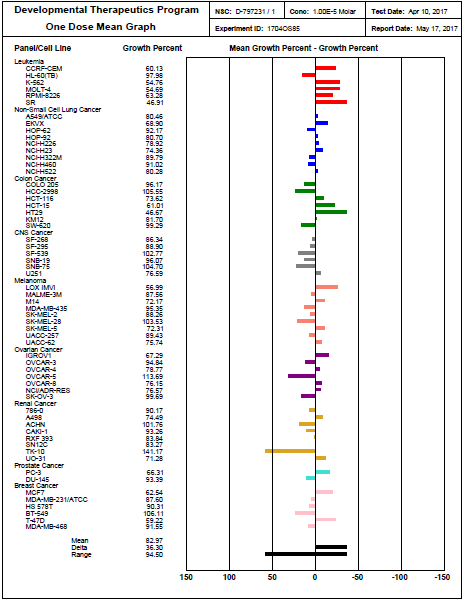 Developmental Therapeutics Program
NSC: D-797231 / 1
Conc: 1.00E-5 Molar
Test Date: Apr 10, 2017
One Dose Mean Graph
Experiment ID: 1704OS85
Report Date: May 17, 2017
Panel/Cell Line Growth Percent Mean Growth Percent - Growth Percent
Leukemia
CCRF-CEM 60.13
HL-60(TB) 97.98
K-562 54.76
MOLT-4 54.69
RPMI-8226 63.28
SR 46.91
Non-Small Cell Lung Cancer
A549/ATCC 80.46
EKVX 68.90
HOP-62 92.17
HOP-92 80.70
NCI-H226 78.92
NCI-H23 74.36
NCI-H322M 89.79
NCI-H460 91.02
NCI-H522 80.28
Colon Cancer
COLO 205 96.17
HCC-2998 105.55
HCT-116 73.62
HCT-15 61.01
HT29 46.67
KM12 81.70
SW-620 99.29
CNS Cancer
SF-268 86.34
SF-295 88.90
SF-539 102.77
SNB-19 96.07
SNB-75 104.70
U251 76.59
Melanoma
LOX IMVI 56.99
MALME-3M 87.56
M14 72.17
MDA-MB-435 95.35
SK-MEL-2 88.26
SK-MEL-28 103.53
SK-MEL-5 72.31
UACC-257 89.43
UACC-62 75.74
Ovarian Cancer
IGROV1 67.29
OVCAR-3 94.84
OVCAR-4 78.77
OVCAR-5 113.69
OVCAR-8 76.15
NCI/ADR-RES 76.57
SK-OV-3 99.69
Renal Cancer
786-0 90.17
A498 74.49
ACHN 101.76
CAKI-1 93.26
RXF 393 83.84
SN12C 83.27
TK-10 141.17
UO-31 71.28
Prostate Cancer
PC-3 66.31
DU-145 93.39
Breast Cancer
MCF7 62.54
MDA-MB-231/ATCC 87.60
HS 578T 90.31
BT-549 106.11
T-47D 59.22
MDA-MB-468 91.55
Mean 82.97
Delta 36.30
Range 94.50
150 100 50 0 -50 -100 -150